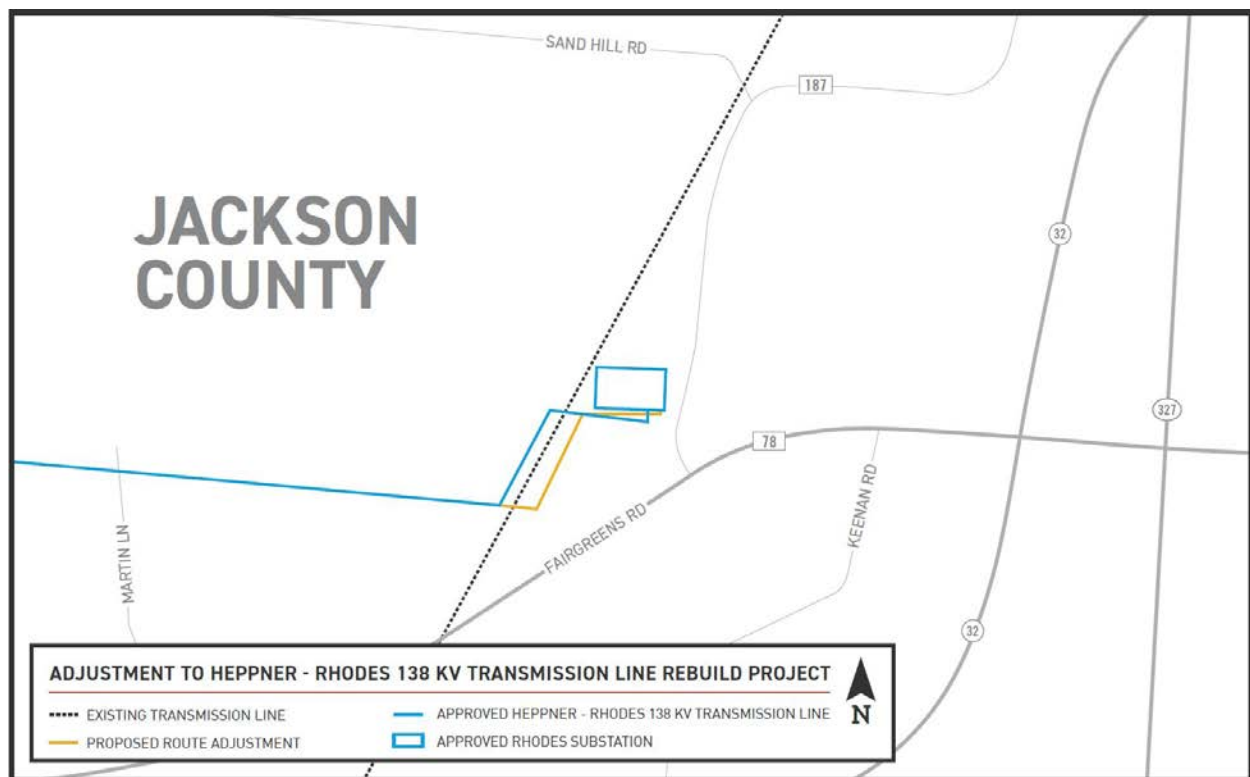 SAND HILL RD
187
JACKSON
COUNTY
32
327
78
KEENAN RD
FAIRGREENS RD
MARTIN LN
32
ADJUSTMENT TO HEPPNER - RHODES 138 KV TRANSMISSION LINE REBUILD PROJECT
EXISTING TRANSMISSION LINE
APPROVED HEPPNER - RHODES 138 KV TRANSMISSION LINE
PROPOSED ROUTE ADJUSTMENT
APPROVED RHODES SUBSTATION
N